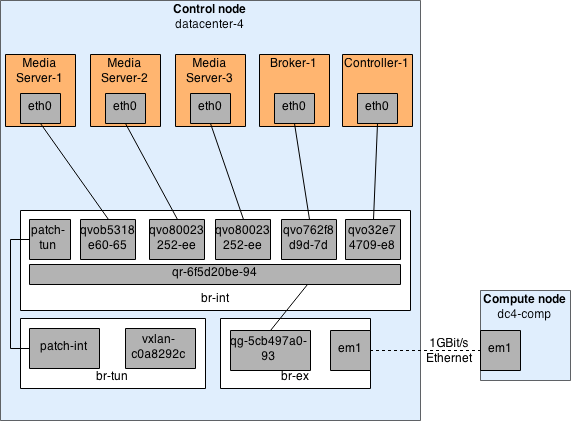 Control node
datacenter-4
Media
Server-1
Media
Server-2
Media
Server-3
Broker-1
Controller-1
eth0
eth0
eth0
eth0
eth0
patch-
tun
qvob5318
e60-65
qvo80023
252-ee
qvo80023
252-ee
qvo762f8
d9d-7d
qvo32e7
4709-e8
qr-6f5d20be-94
br-int
patch-int
vxlan-
c0a8292c
br-tun
qg-5cb497a0-
93
em1
br-ex
1GBit/s
Ethernet
Compute node
dc4-comp
em1